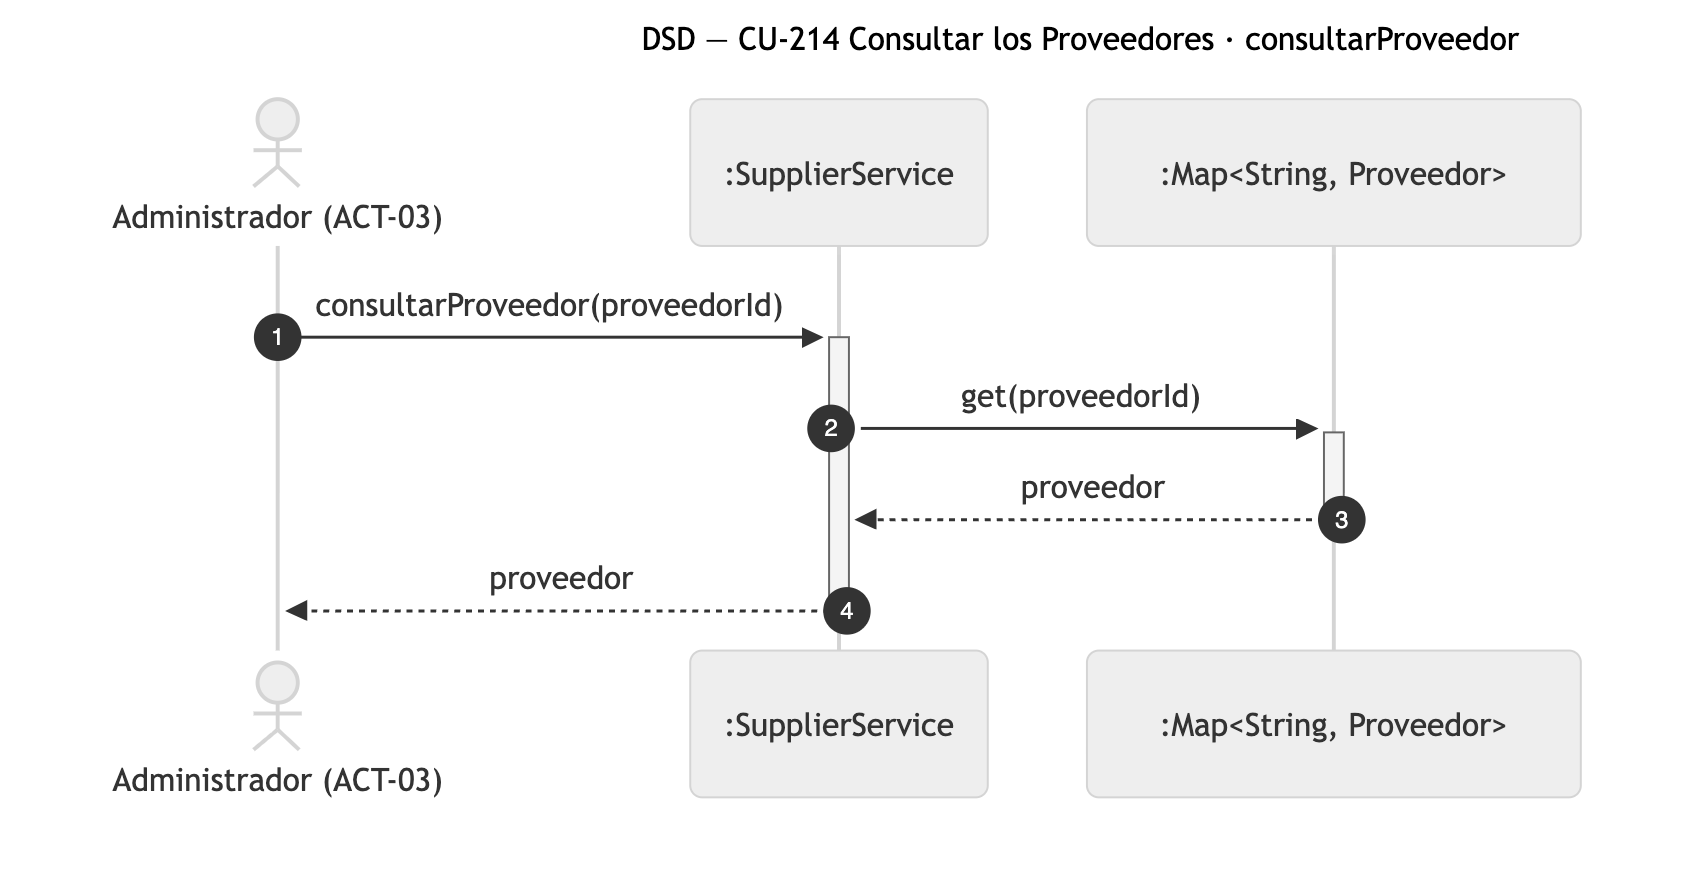 DSD — CU-214 Consultar los Proveedores · consultarProveedor
Administrador (ACT-03)
:SupplierService
:Map<String, Proveedor>
consultarProveedor(proveedorId)
1
get(proveedorId)
2
proveedor
3
proveedor
4
Administrador (ACT-03)
:SupplierService
:Map<String, Proveedor>